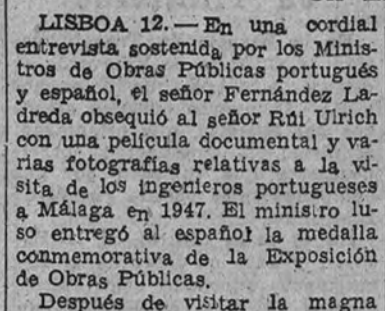 LISBOA 12. — En una cordial
entrevista sostenida por los Minis-
tros de Obras Públicas portugués
y español, el señor Fernández La-
dreda obsequió al señor Rúi Ulrich
con una película documental y va-
rias fotografías relativas a la vi-
sita de los ingenieros portugueses
a Málaga en 1947. El ministro lu-
so entregó al español la medalla
conmemorativa de la Exposición
de Obras Públicas.
Después de visitar la magna